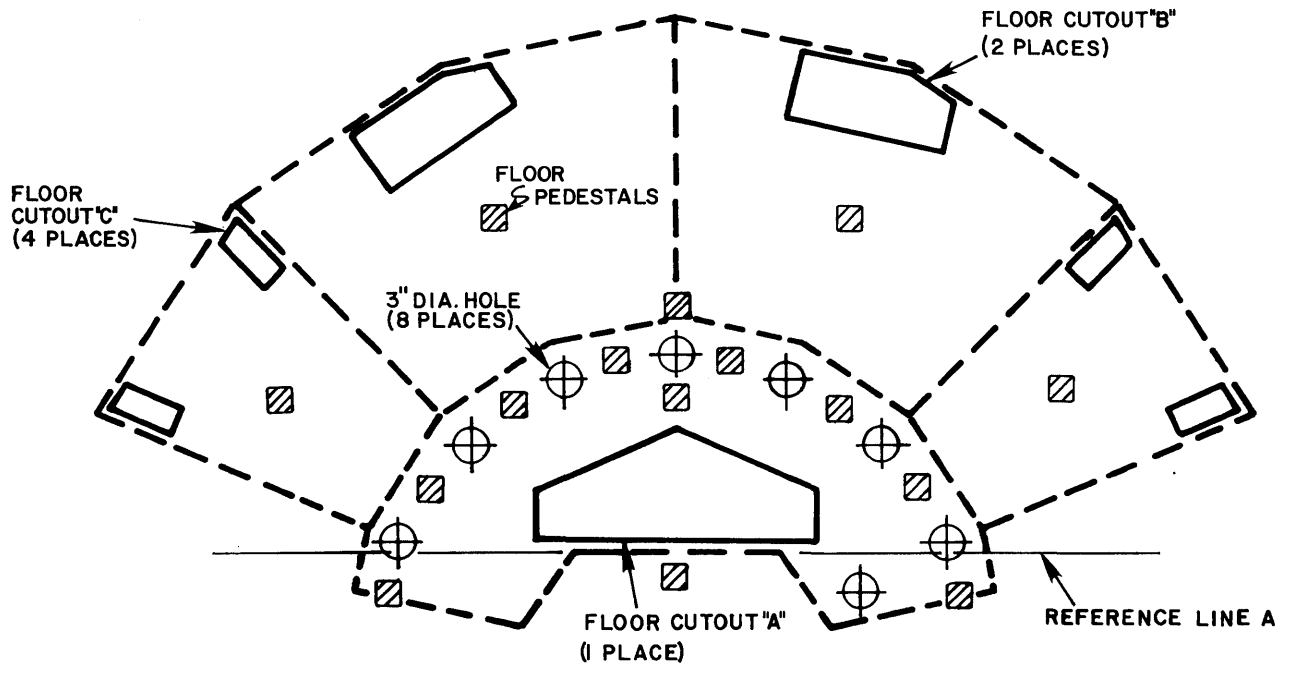 FLOOR CUTOUT"B"
(2 PLACES)
FLOOR
PEDESTALS
FLOOR
CUTOUT"C"
(4 PLACES)
3" DIA. HOLE
(8 PLACES)
FLOOR CUTOUT "A"
(1 PLACE)
REFERENCE LINE A